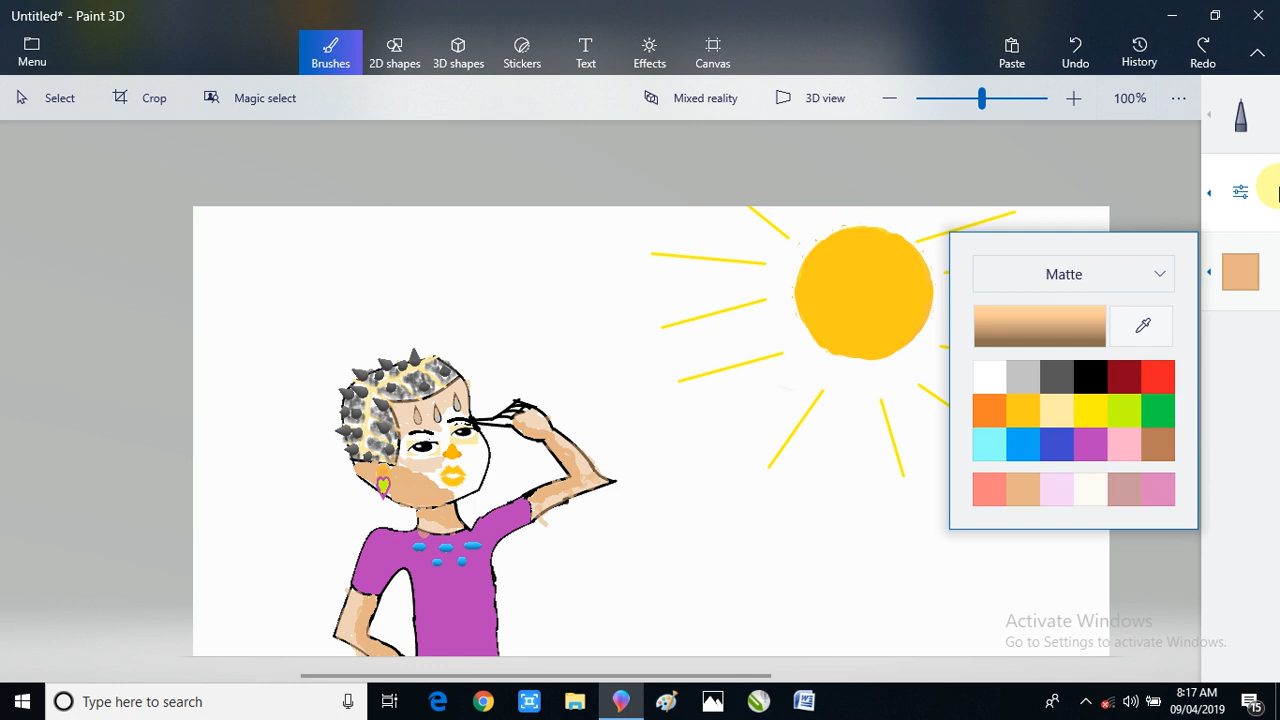 Untitled* - Paint 3D
Menu
Brushes
2D shapes
3D shapes
Stickers
Text
Effects
Canvas
Paste
Undo
History
Redo
Select
Crop
Magic select
Mixed reality
3D view
100%
Matte
Activate Windows
Go to Settings to activate Windows.
Type here to search
8:17 AM
09/04/2019
15